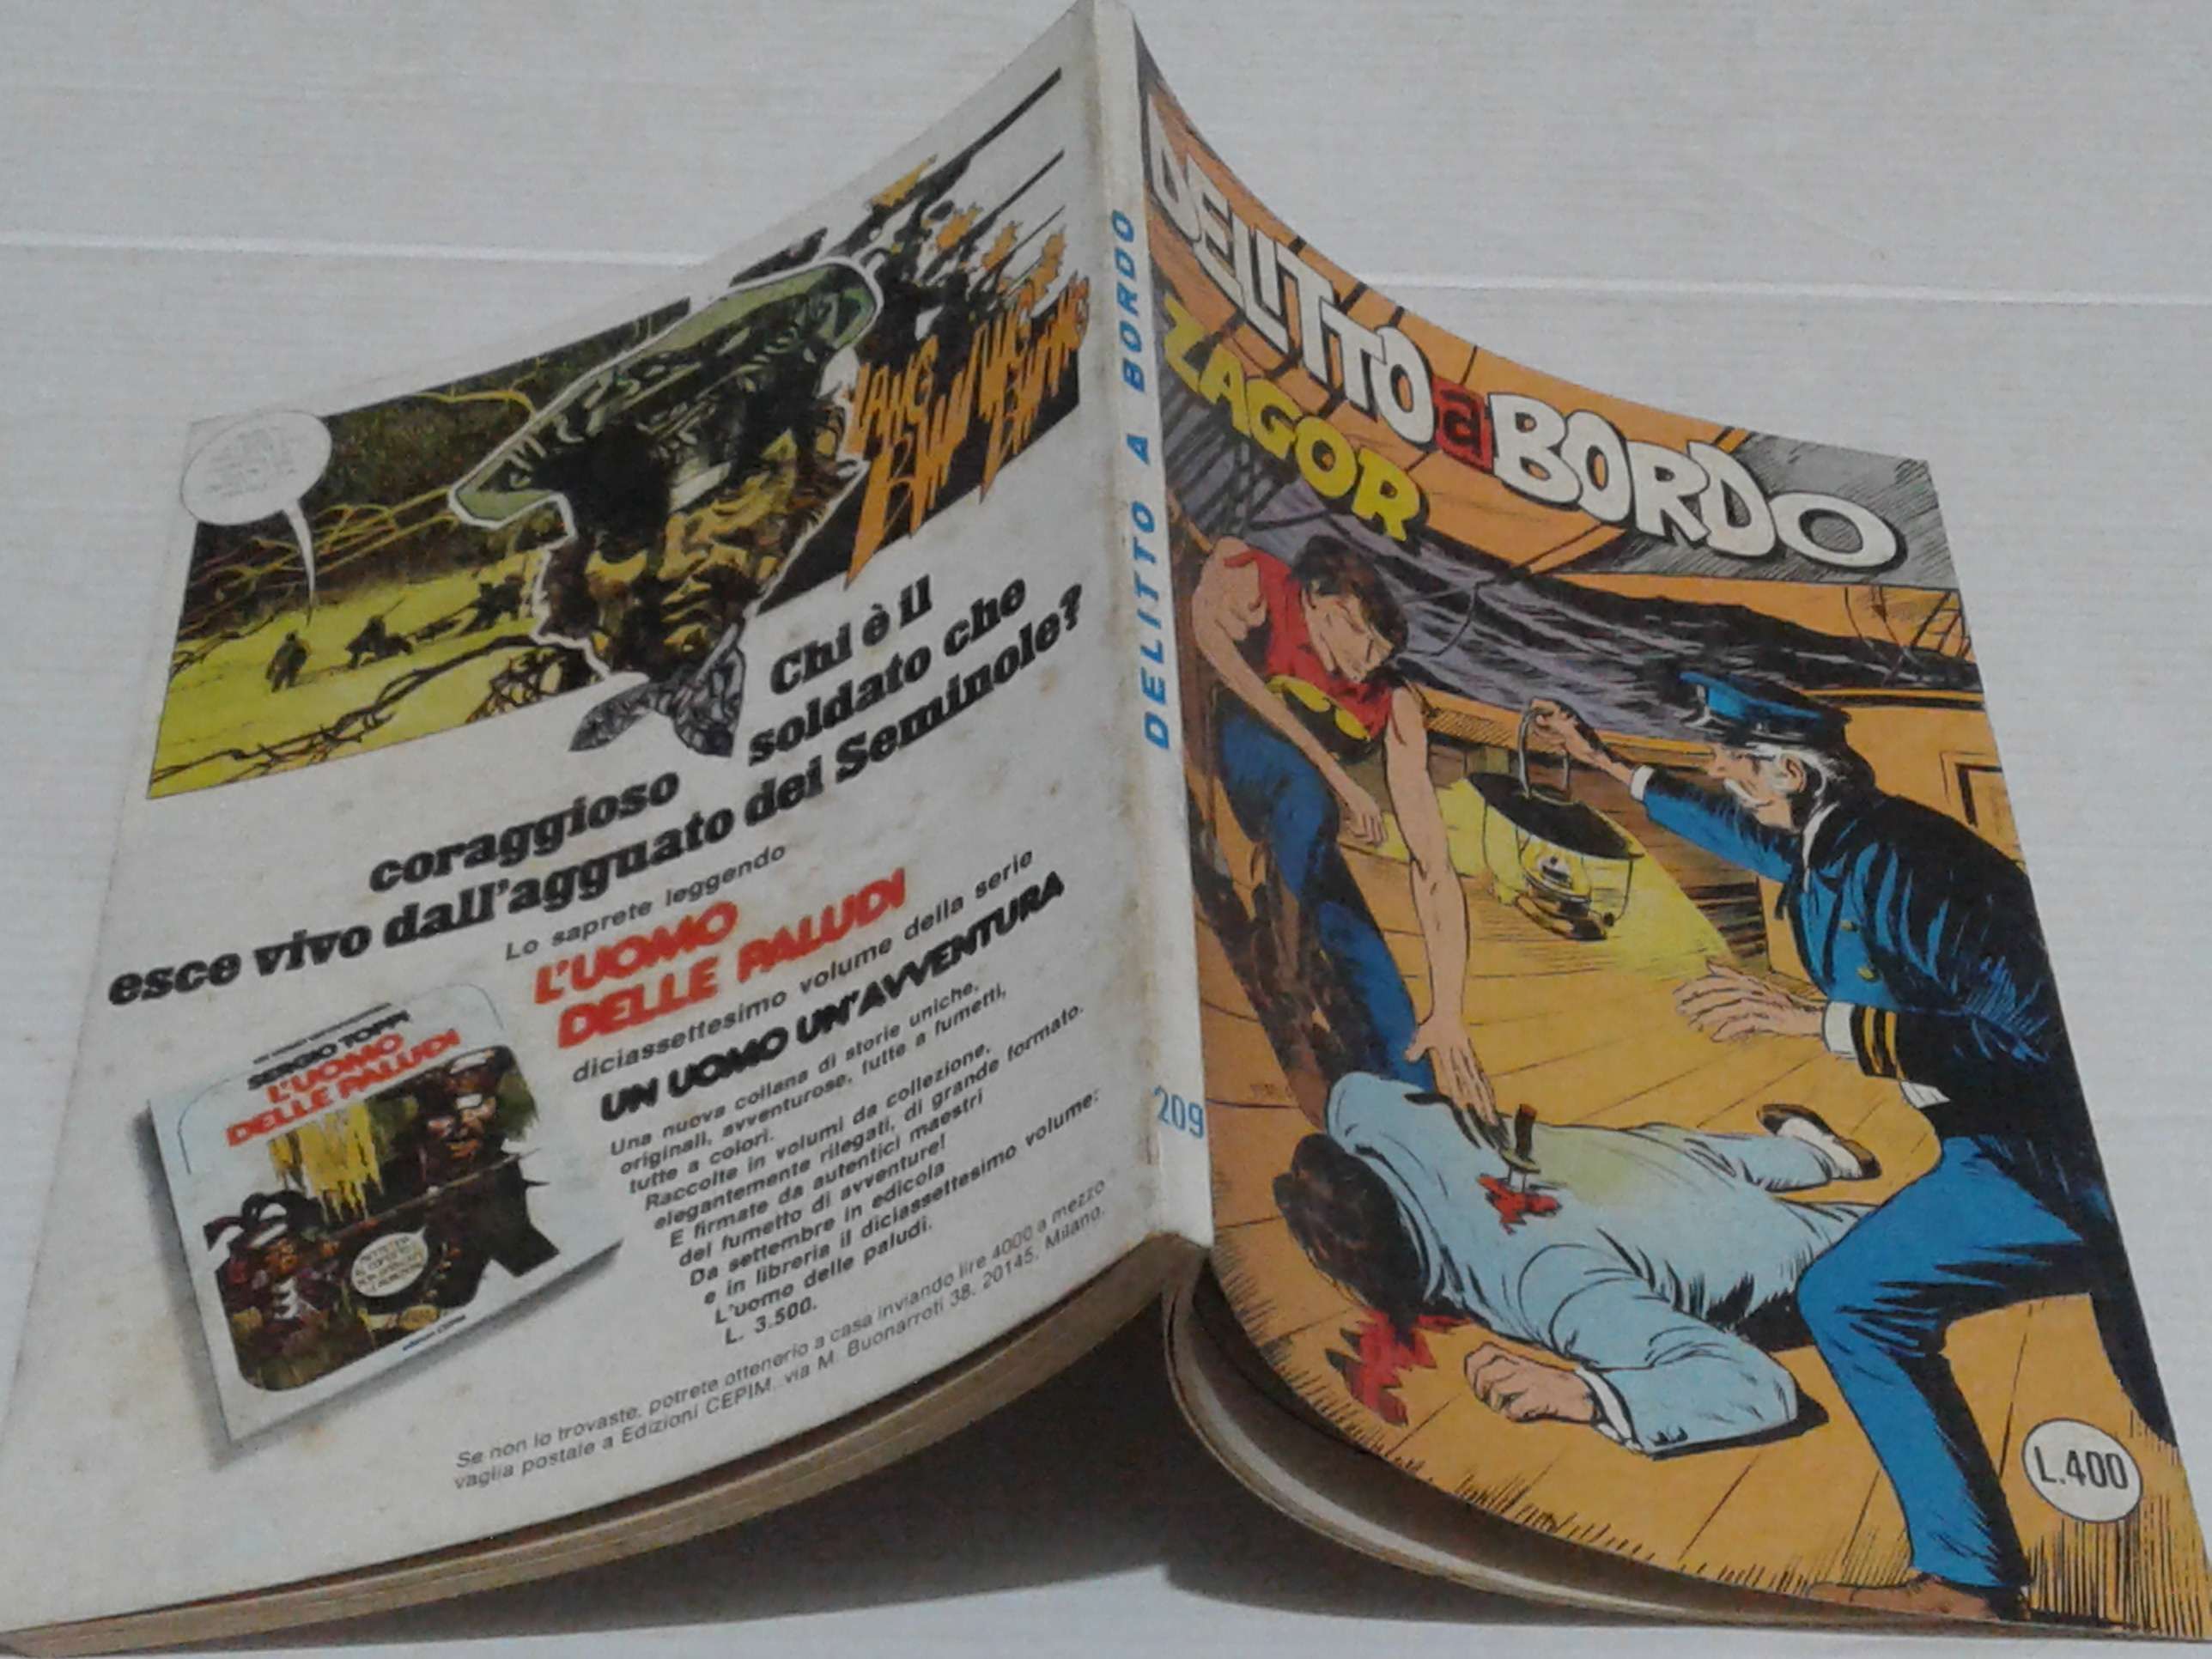 DELITTO a BORDO
ZAGOR
L.400
DELITTO A BORDO
209
Chi è il
soldato che
coraggioso
esce vivo dall'agguato dei Seminole?
Lo saprete leggendo
L'UOMO
DELLE PALUDI
diciassettesimo volume della serie
UN UOMO UN'AVVENTURA
Una nuova collana di storie uniche,
originali, avventurose, tutte a fumetti,
tutte a colori.
Raccolte in volumi da collezione,
elegantemente rilegati, di grande formato.
E firmate da autentici maestri
del fumetto di avventure!
Da settembre in edicola
e in libreria il diciassettesimo volume:
L'uomo delle paludi.
L. 3.500.
Se non lo trovaste, potrete ottenerlo a casa inviando lire 4000 a mezzo
vaglia postale a Edizioni CEPIM, via M. Buonarroti 38, 20145, Milano.
SERGIO TOPPI
L'UOMO
DELLE PALUDI